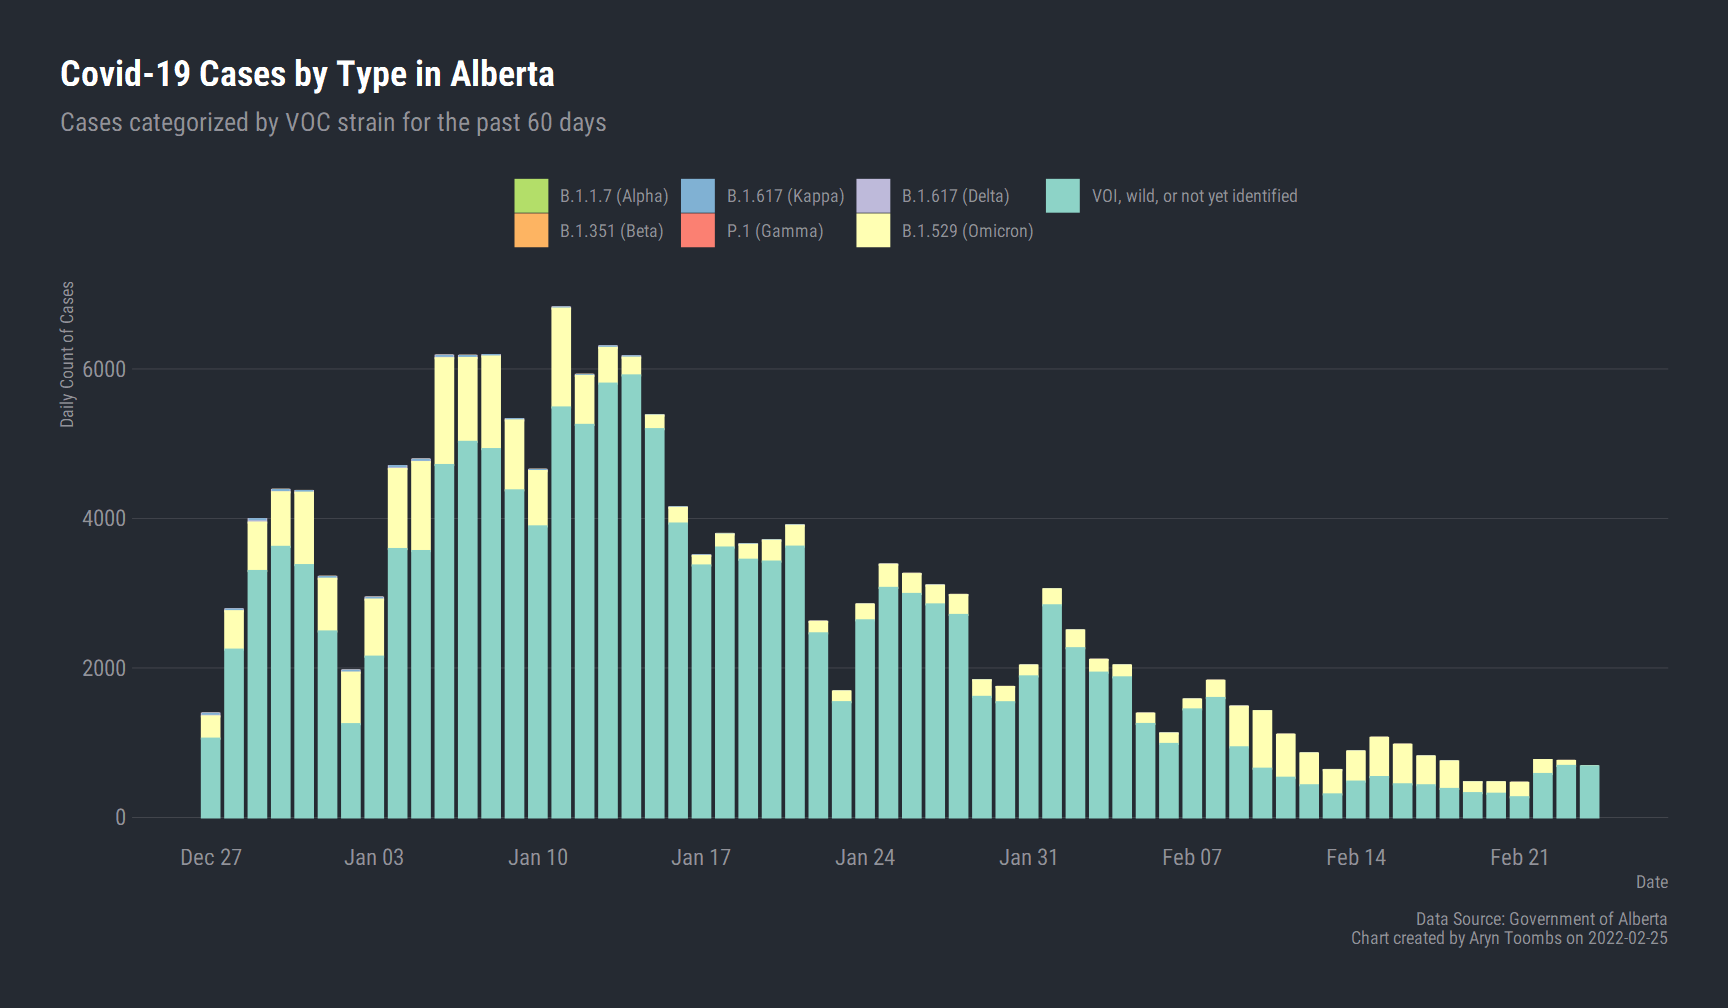 Covid-19 Cases by Type in Alberta
Cases categorized by VOC strain for the past 60 days
B.1.1.7 (Alpha) B.1.617 (Kappa) B.1.617 (Delta) VOI, wild, or not yet identified
B.1.351 (Beta) P.1 (Gamma) B.1.529 (Omicron)
Daily Count of Cases
6000
4000
2000
0
Dec 27 Jan 03 Jan 10 Jan 17 Jan 24 Jan 31 Feb 07 Feb 14 Feb 21
Date
Data Source: Government of Alberta
Chart created by Aryn Toombs on 2022-02-25